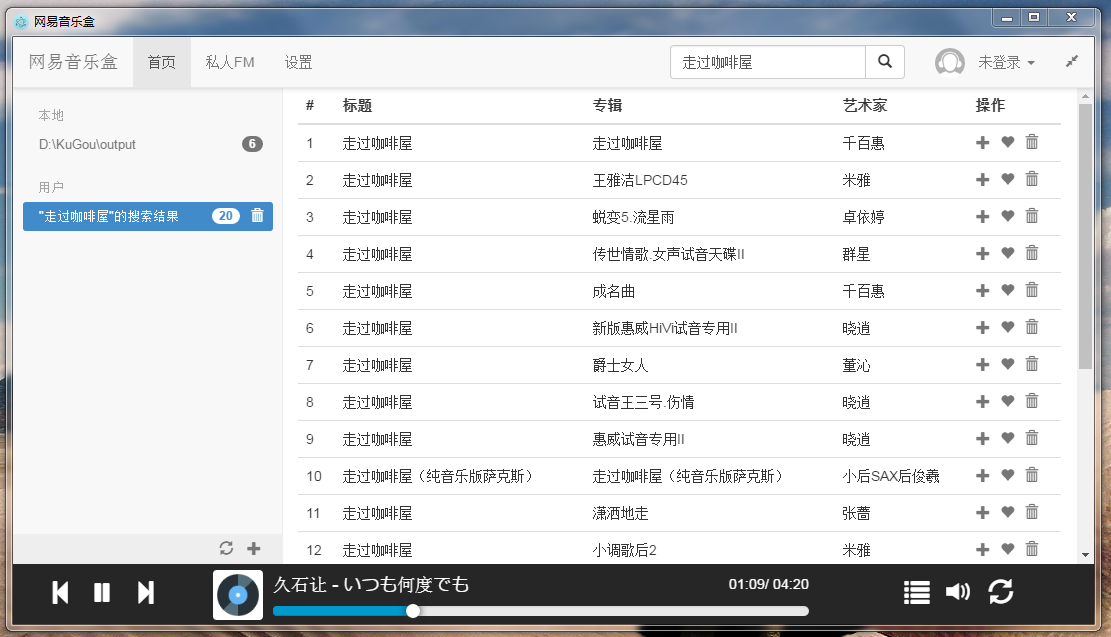 网易音乐盒
网易音乐盒 首页 私人FM 设置 走过咖啡屋 未登录
本地
D:\KuGou\output 6
用户
"走过咖啡屋"的搜索结果 20
# 标题 专辑 艺术家 操作
1 走过咖啡屋 走过咖啡屋 千百惠
2 走过咖啡屋 王雅洁LPCD45 米雅
3 走过咖啡屋 蜕变5.流星雨 卓依婷
4 走过咖啡屋 传世情歌.女声试音天碟II 群星
5 走过咖啡屋 成名曲 千百惠
6 走过咖啡屋 新版惠威HiVi试音专用II 晓逍
7 走过咖啡屋 爵士女人 董沁
8 走过咖啡屋 试音王三号.伤情 晓逍
9 走过咖啡屋 惠威试音专用II 晓逍
10 走过咖啡屋（纯音乐版萨克斯） 走过咖啡屋（纯音乐版萨克斯） 小后SAX后俊羲
11 走过咖啡屋 潇洒地走 张蔷
12 走过咖啡屋 小调歌后2 米雅
久石让 - いつも何度でも 01:09/ 04:20